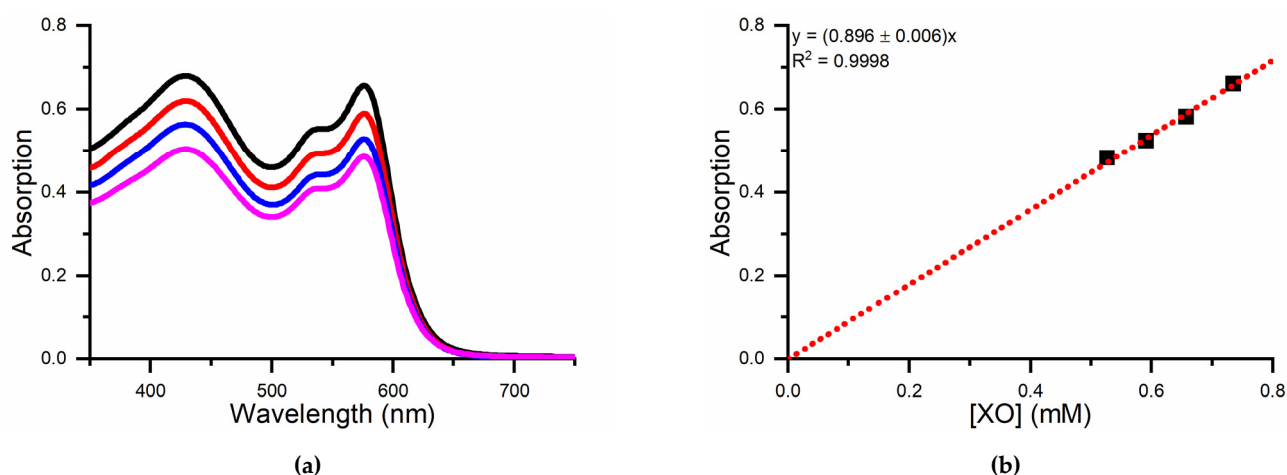 0.8
0.6
0.4
0.2
0.0
Absorption
400 500 600 700
Wavelength (nm)
(a)
y = (0.896 ± 0.006)x
R² = 0.9998
0.8
0.6
0.4
0.2
0.0
Absorption
0.0 0.2 0.4 0.6 0.8
[XO] (mM)
(b)